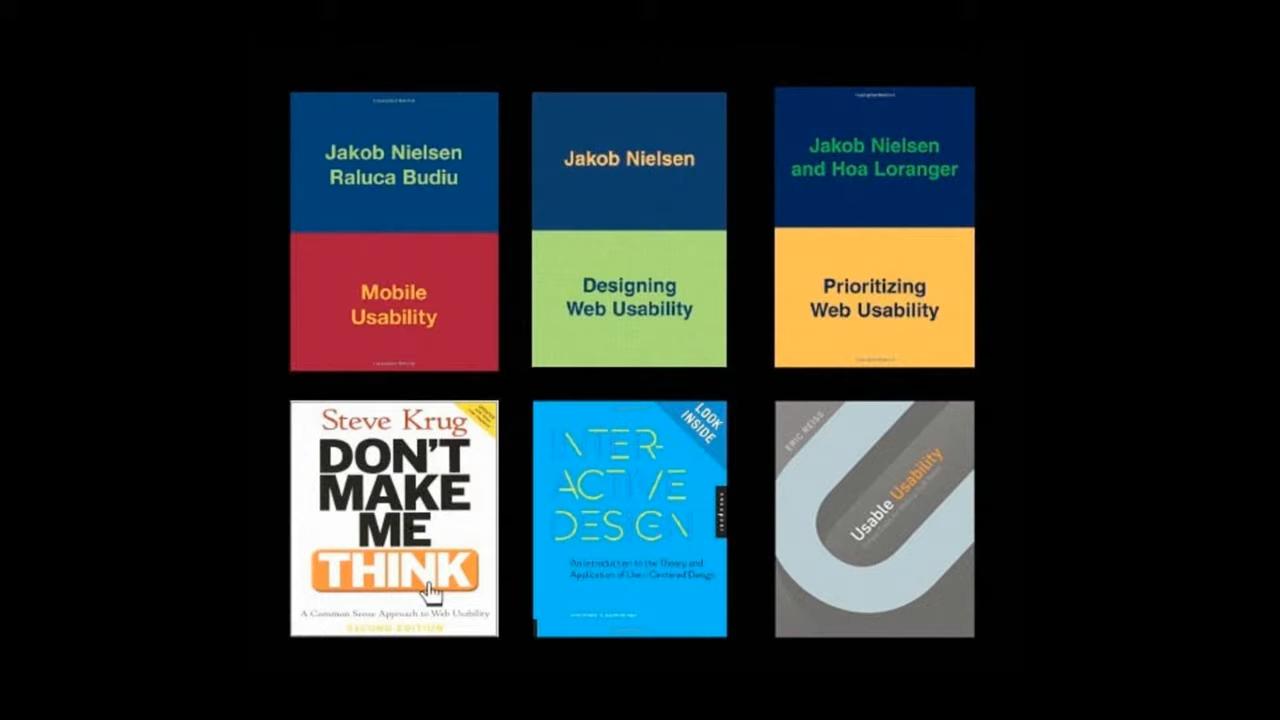 Jakob Nielsen
Raluca Budiu
Mobile
Usability
Jakob Nielsen
Designing
Web Usability
Jakob Nielsen
and Hoa Loranger
Prioritizing
Web Usability
Steve Krug
DON'T
MAKE
ME
THINK
A Common Sense Approach to Web Usability
SECOND EDITION
LOOK
INSIDE
INTER-
ACTIVE
DESIGN
An Introduction to the Theory and
Application of User-Centered Design
ERIC REISS
Usable Usability